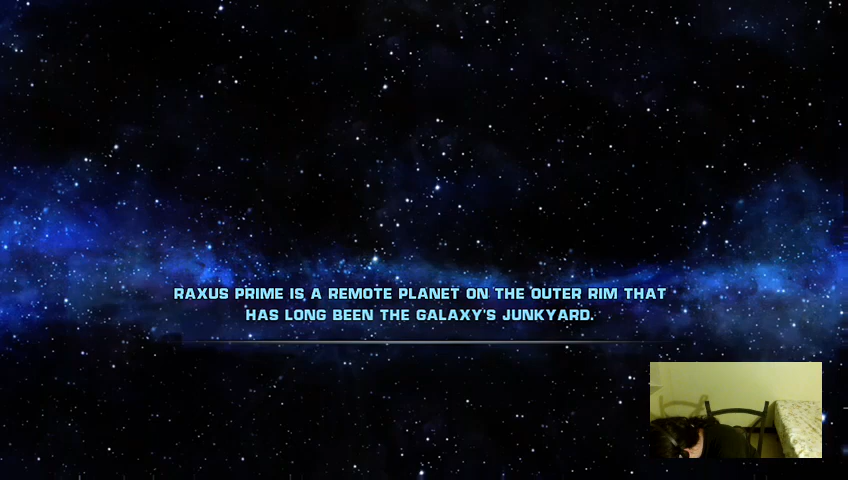 RAXUS PRIME IS A REMOTE PLANET ON THE OUTER RIM THAT
HAS LONG BEEN THE GALAXY'S JUNKYARD.